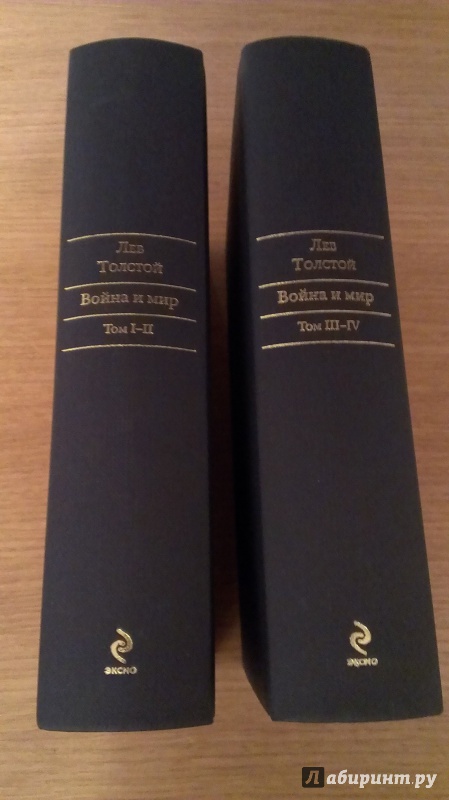 Лев
Толстой
Война и мир
Том I–II
эксмо
Лев
Толстой
Война и мир
Том III–IV
эксмо
Лабиринт.ру